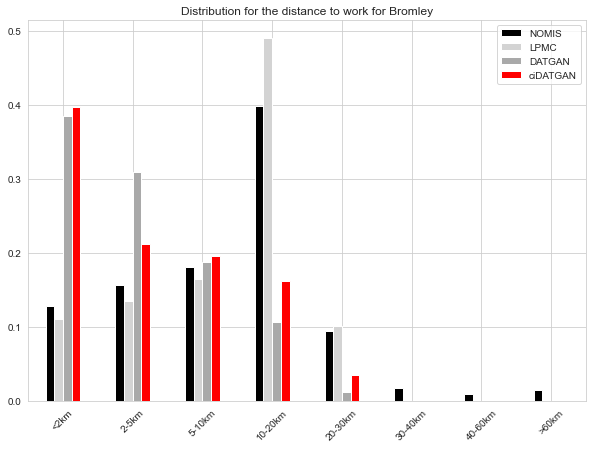 Distribution for the distance to work for Bromley
NOMIS
LPMC
DATGAN
ciDATGAN
0.5
0.4
0.3
0.2
0.1
0.0
<2km
2-5km
5-10km
10-20km
20-30km
30-40km
40-60km
>60km